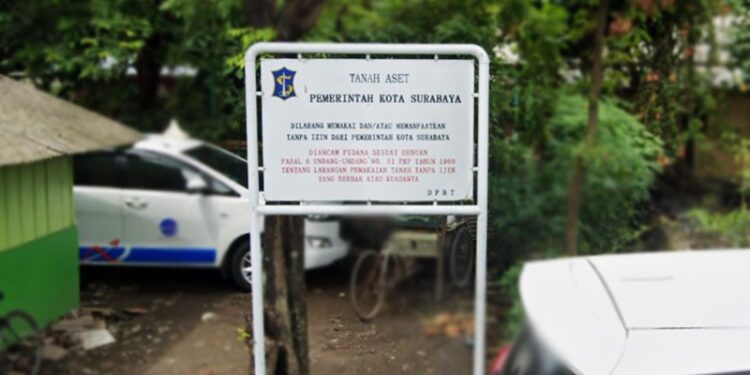 TANAH ASET
PEMERINTAH KOTA SURABAYA
DILARANG MEMAKAI DAN/ATAU MEMANFAATKAN
TANPA IZIN DARI PEMERINTAH KOTA SURABAYA
DIANCAM PIDANA SESUAI DENGAN
PASAL 6 UNDANG-UNDANG NO. 51 PRP TAHUN 1960
TENTANG LARANGAN PEMAKAIAN TANAH TANPA IJIN
YANG BERHAK ATAU KUASANYA
DPBT